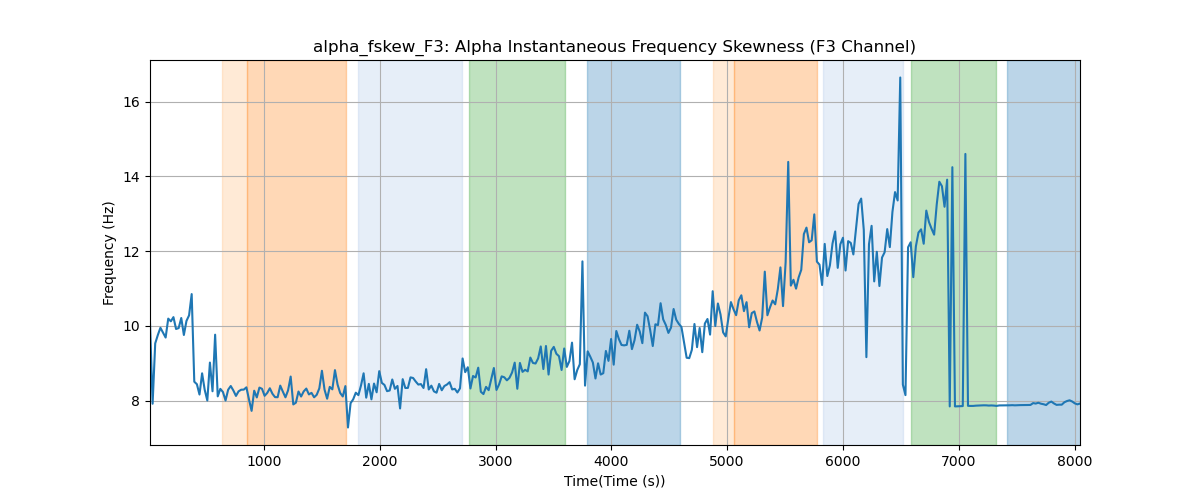 alpha_fskew_F3: Alpha Instantaneous Frequency Skewness (F3 Channel)
Frequency (Hz)
16
14
12
10
8
1000 2000 3000 4000 5000 6000 7000 8000
Time(Time (s))